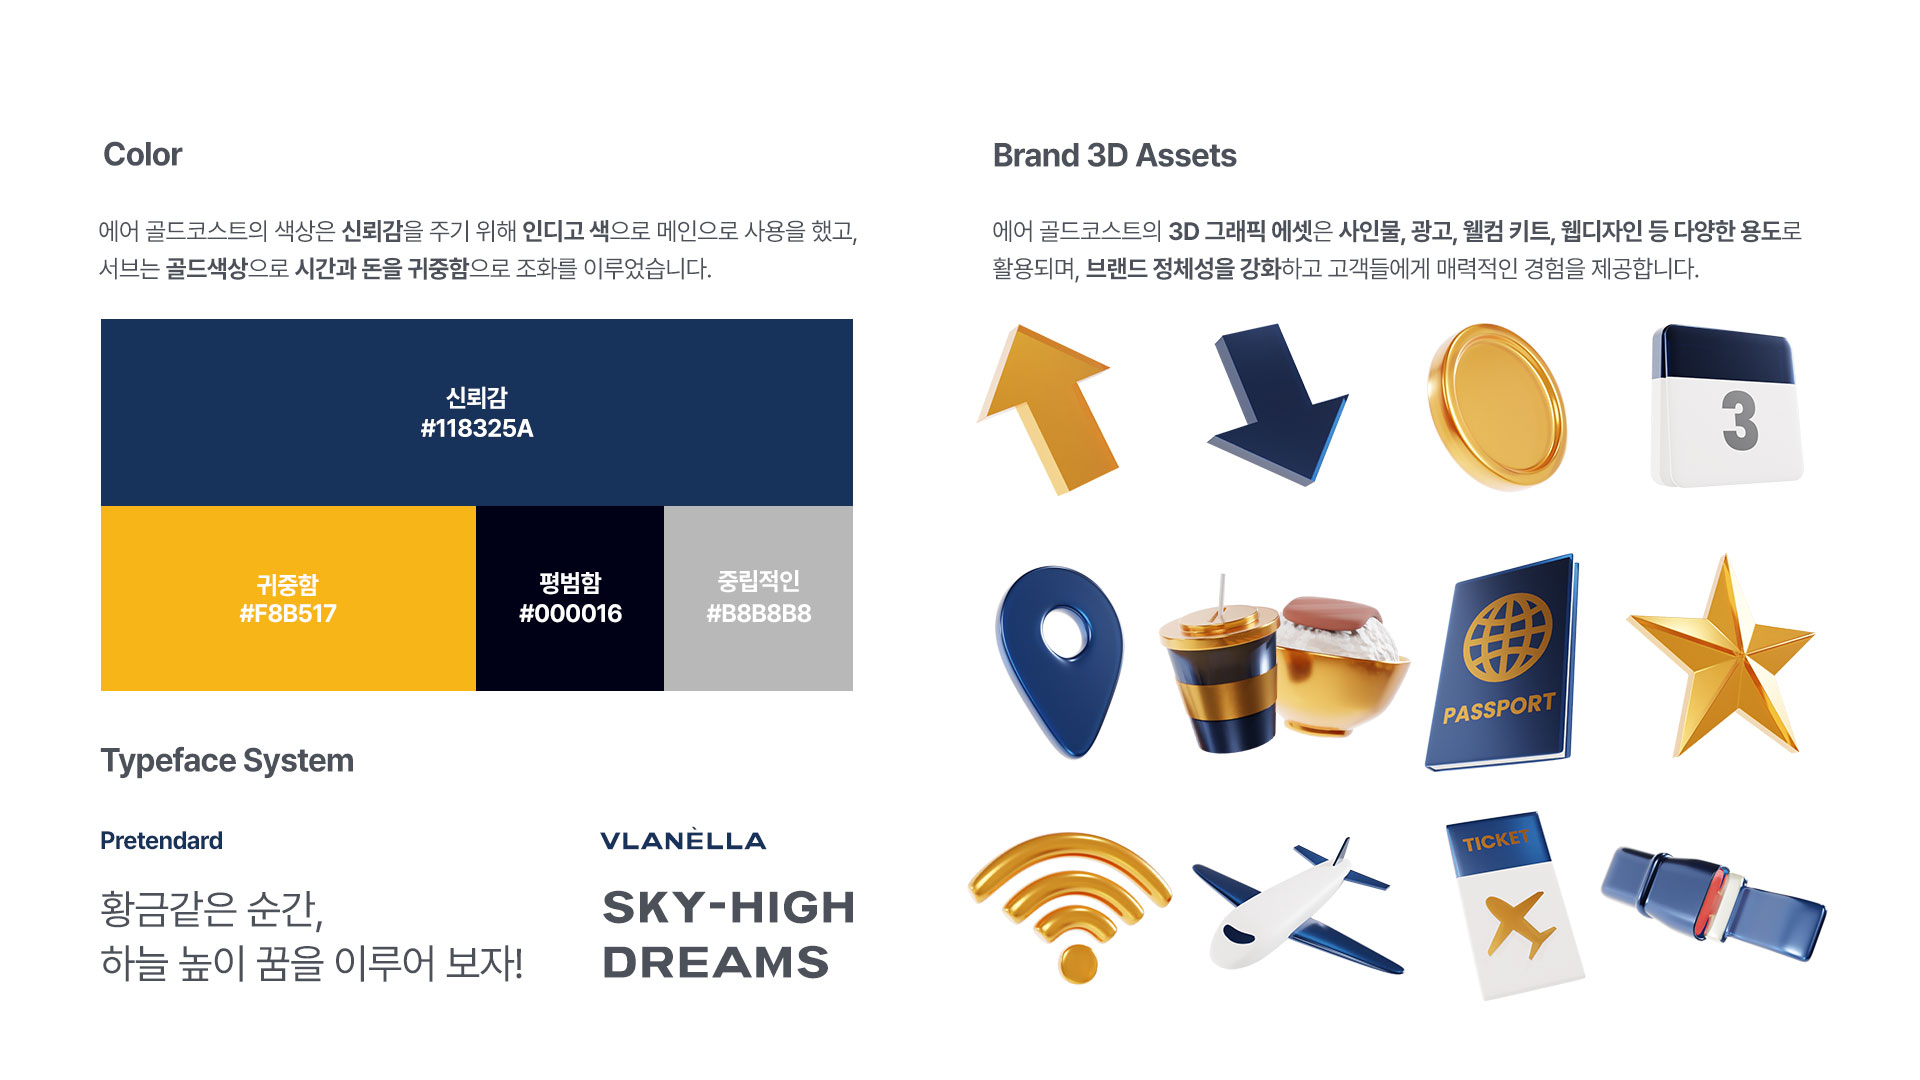 Color
에어 골드코스트의 색상은 신뢰감을 주기 위해 인디고 색으로 메인으로 사용을 했고,
서브는 골드색상으로 시간과 돈을 귀중함으로 조화를 이루었습니다.
신뢰감
#118325A
귀중함
#F8B517
평범함
#000016
중립적인
#B8B8B8
Typeface System
Pretendard
황금같은 순간,
하늘 높이 꿈을 이루어 보자!
VLANÈLLA
SKY-HIGH
DREAMS
Brand 3D Assets
에어 골드코스트의 3D 그래픽 에셋은 사인물, 광고, 웰컴 키트, 웹디자인 등 다양한 용도로
활용되며, 브랜드 정체성을 강화하고 고객들에게 매력적인 경험을 제공합니다.
3
PASSPORT
TICKET